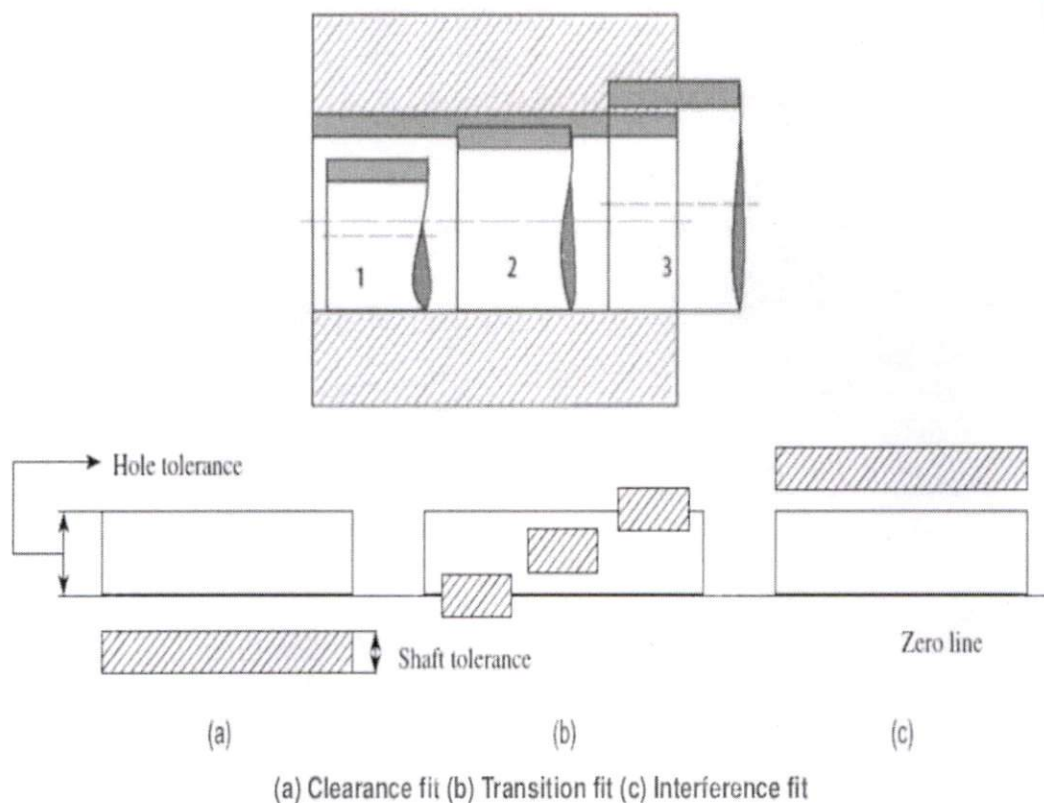 1 2 3
Hole tolerance
Shaft tolerance
Zero line
(a) (b) (c)
(a) Clearance fit (b) Transition fit (c) Interference fit